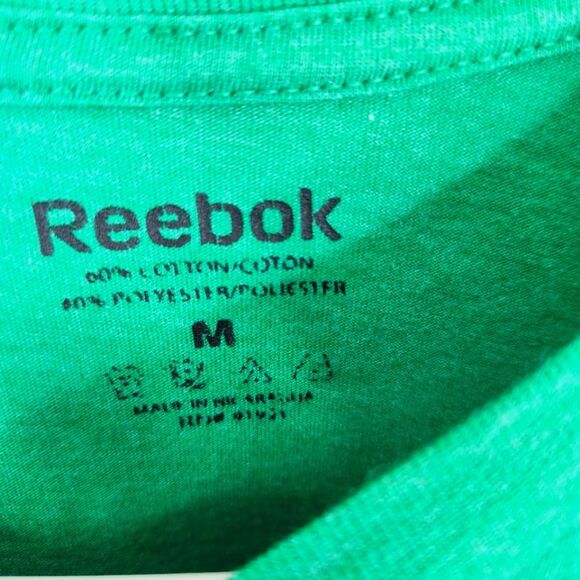 Reebok
60% COTTON/COTON
40% POLYESTER/POLIESTER
M
MADE IN NICARAGUA